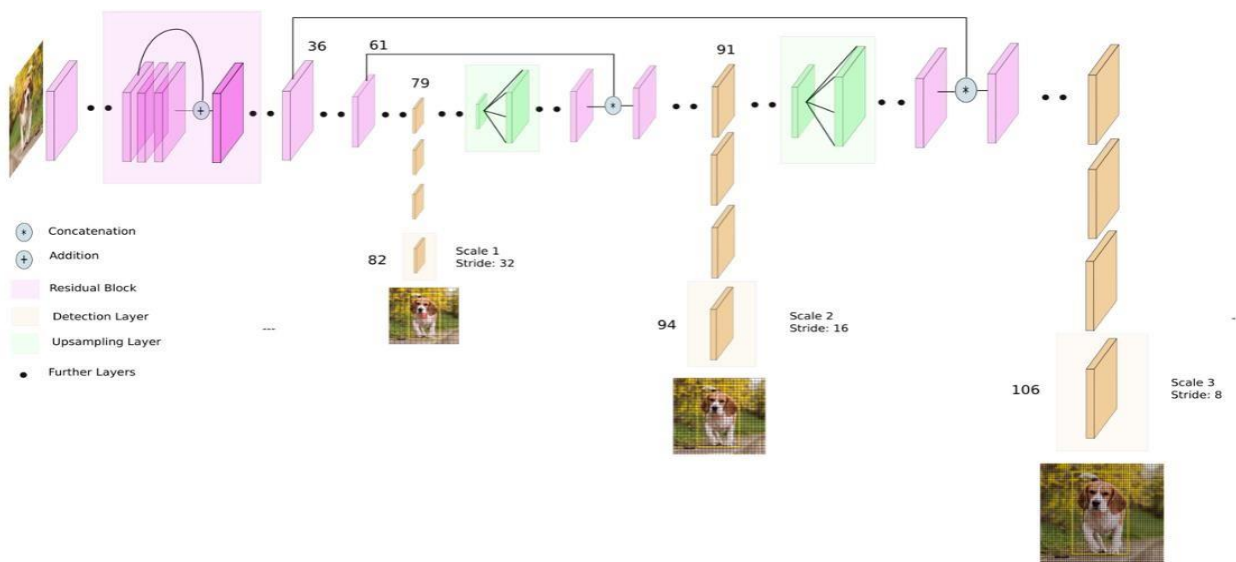 36
61
79
91
Concatenation
Addition
Residual Block
Detection Layer
Upsampling Layer
Further Layers
*
+
+
*
*
82
Scale 1
Stride: 32
94
Scale 2
Stride: 16
106
Scale 3
Stride: 8
---
-